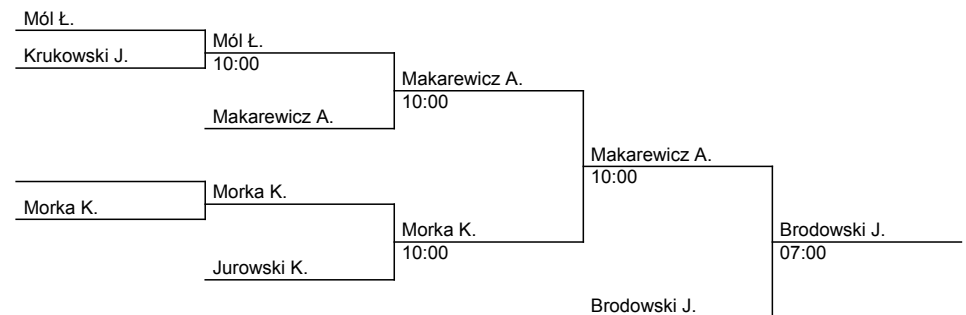 Mól Ł.
Krukowski J.
Mól Ł.
10:00
Makarewicz A.
Makarewicz A.
10:00
Morka K.
Morka K.
Jurowski K.
Morka K.
10:00
Makarewicz A.
10:00
Brodowski J.
Brodowski J.
07:00